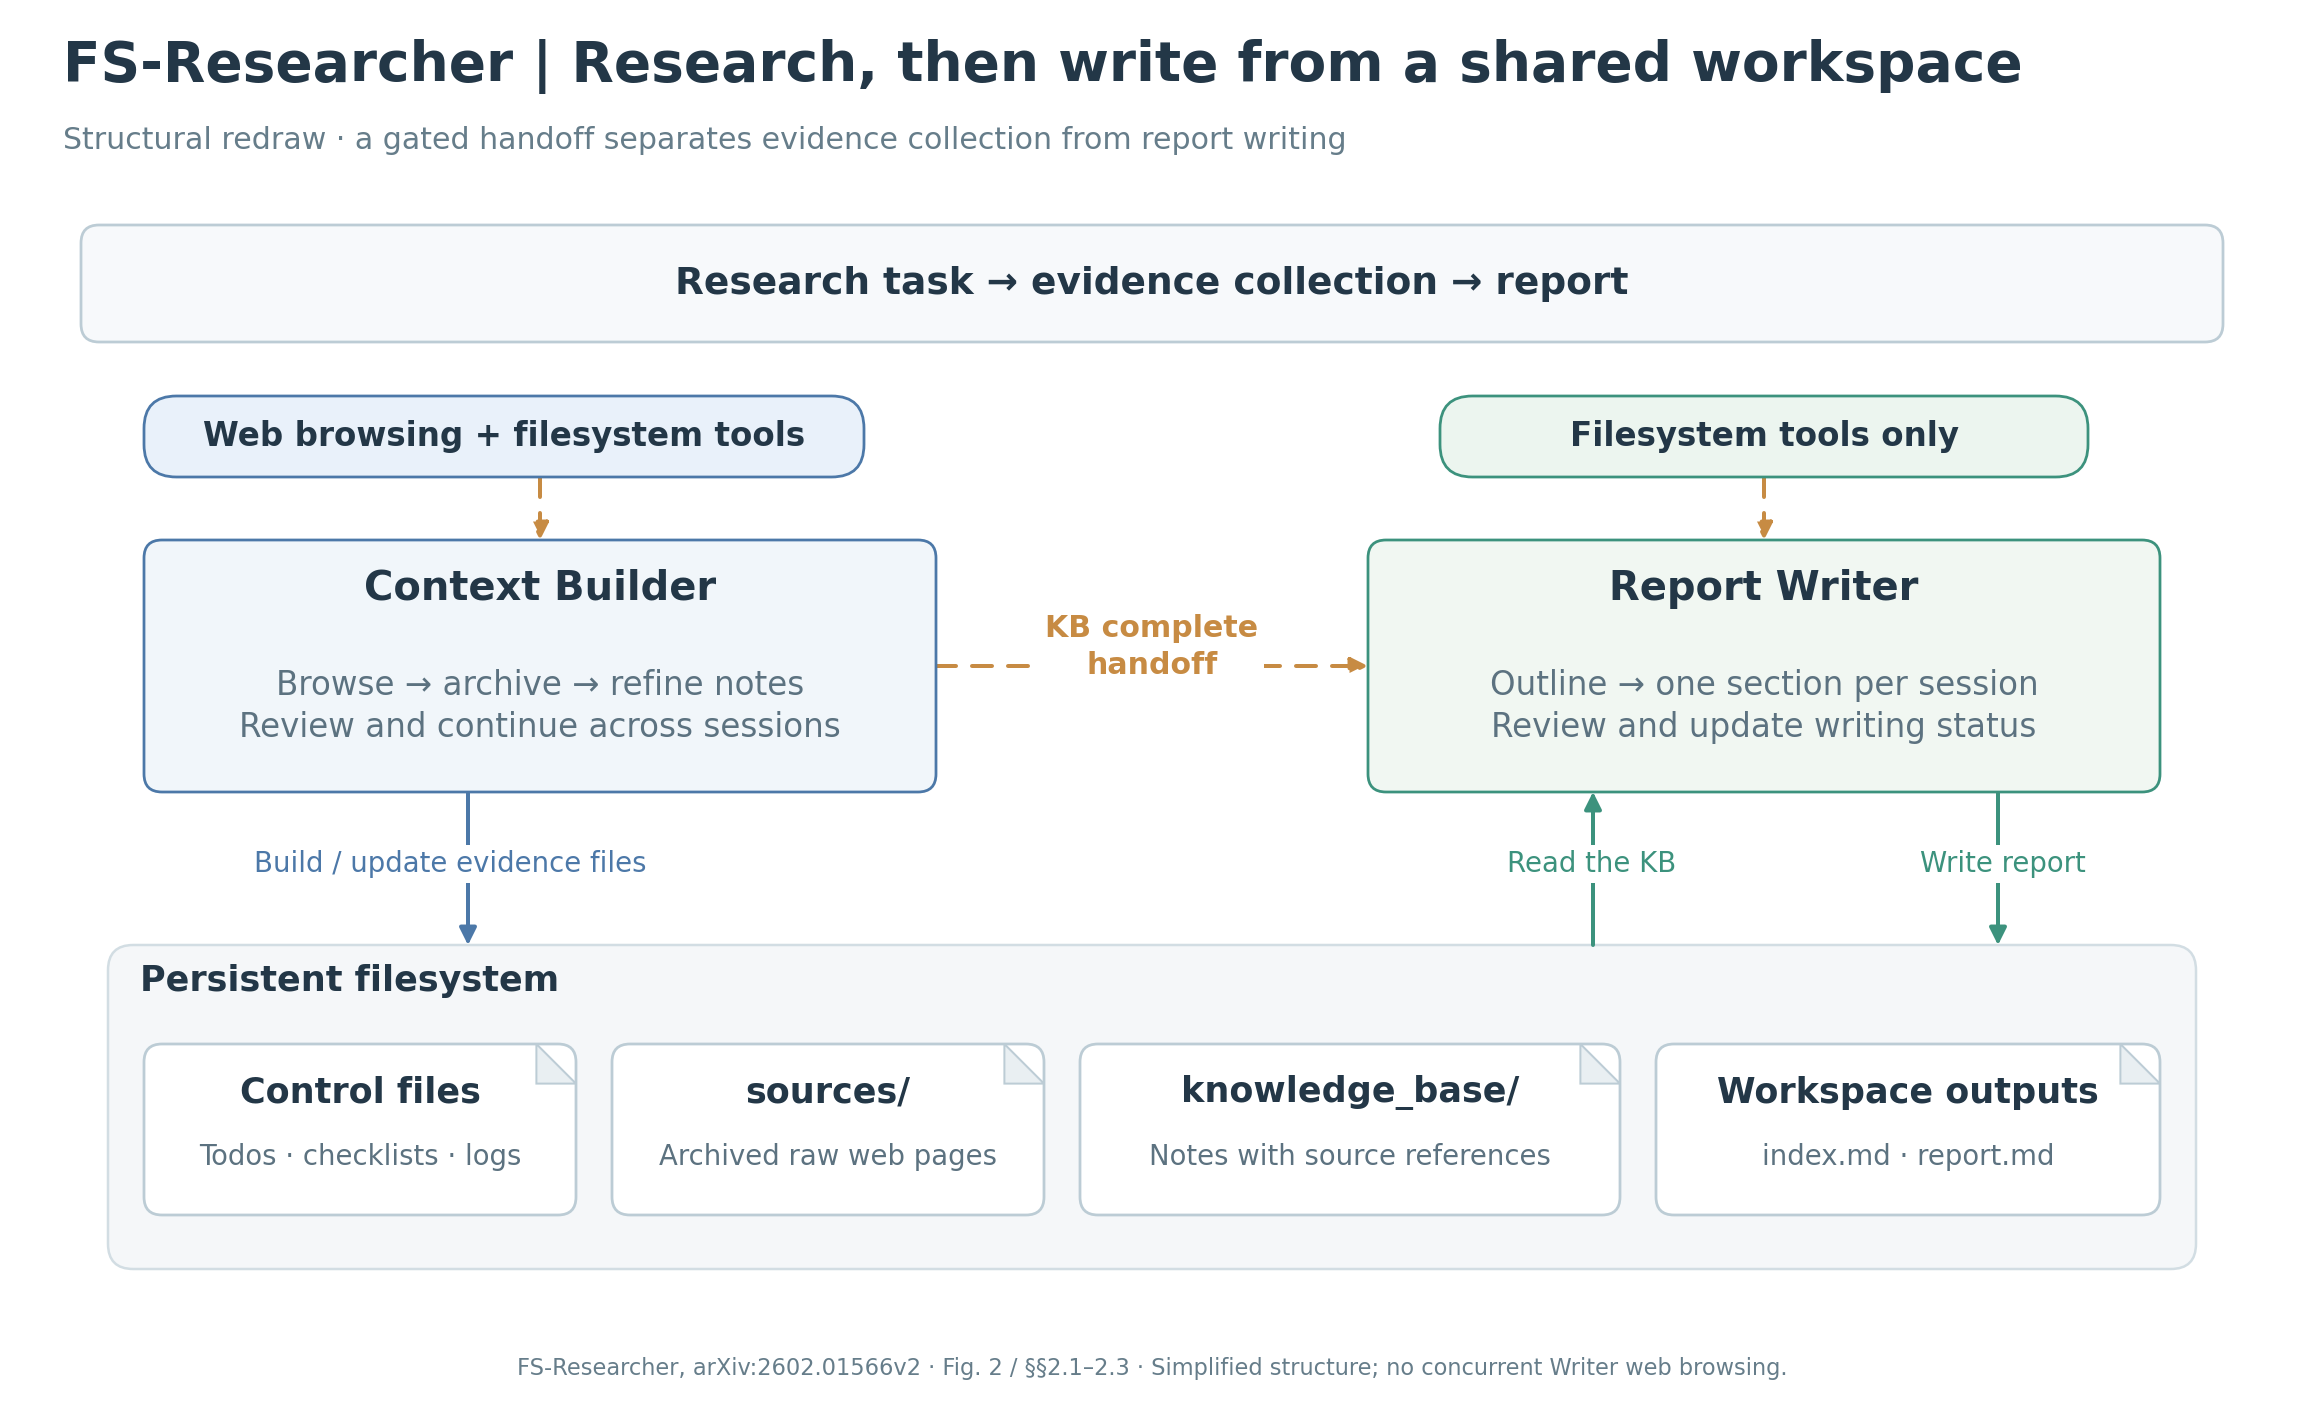 FS-Researcher | Research, then write from a shared workspace
Structural redraw · a gated handoff separates evidence collection from report writing
Research task → evidence collection → report
Web browsing + filesystem tools
Filesystem tools only
Context Builder
Browse → archive → refine notes
Review and continue across sessions
KB complete
handoff
Report Writer
Outline → one section per session
Review and update writing status
Build / update evidence files
Read the KB
Write report
Persistent filesystem
Control files
Todos · checklists · logs
sources/
Archived raw web pages
knowledge_base/
Notes with source references
Workspace outputs
index.md · report.md
FS-Researcher, arXiv:2602.01566v2 · Fig. 2 / §§2.1–2.3 · Simplified structure; no concurrent Writer web browsing.